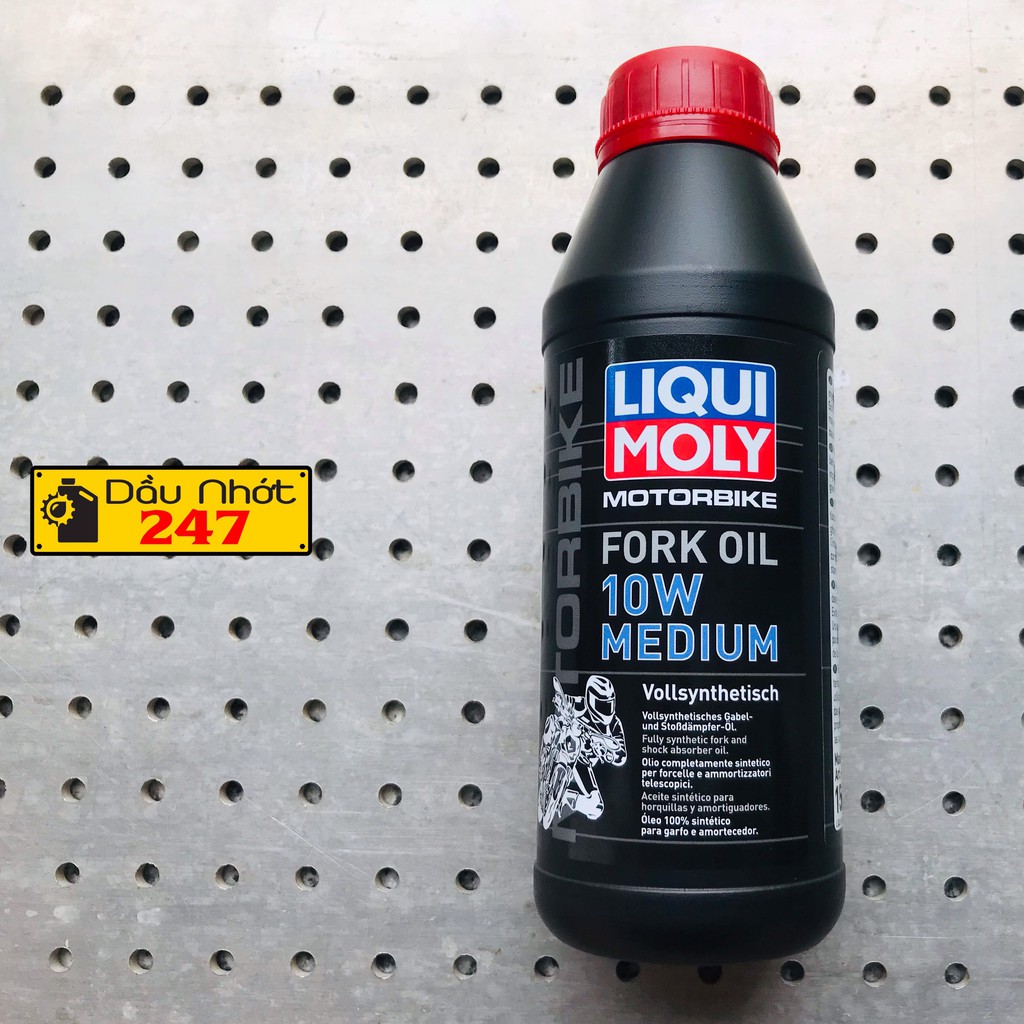 Dầu Nhớt
247
MOTORBIKE
LIQUI
MOLY
MOTORBIKE
FORK OIL
10W
MEDIUM
Vollsynthetisch
Vollsynthetisches Gabel-
und Stoßdämpfer-Öl.
Fully synthetic fork and
shock absorber oil.
Olio completamente sintetico
per forcelle e ammortizzatori
telescopici.
Aceite sintético para
horquillas y amortiguadores.
Óleo 100% sintético
para garfo e amortecedor.